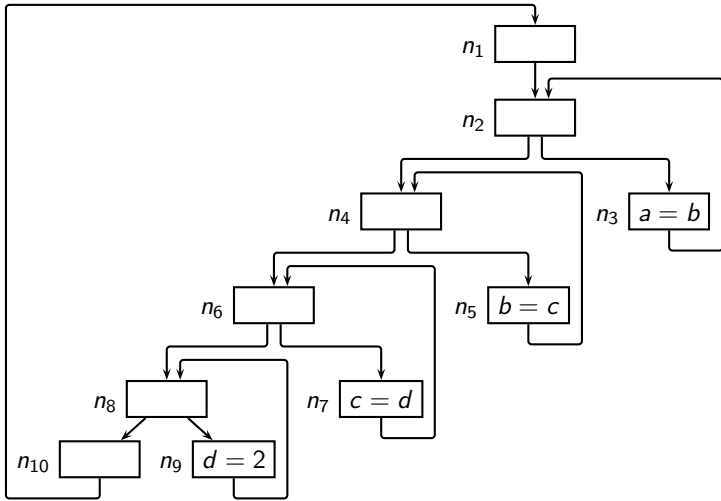 n1
n2
n4
n3 a = b
n6
n5 b = c
n8
n7 c = d
n10
n9 d = 2